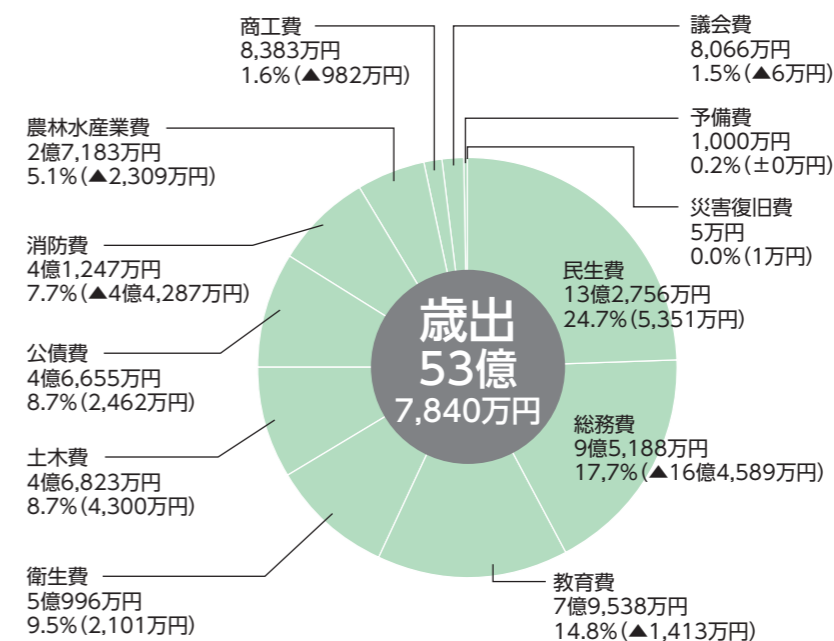 商工費
8,383万円
1.6%(▲982万円)
議会費
8,066万円
1.5%(▲6万円)
予備費
1,000万円
0.2%(±0万円)
災害復旧費
5万円
0.0%(1万円)
農林水産業費
2億7,183万円
5.1%(▲2,309万円)
消防費
4億1,247万円
7.7%(▲4億4,287万円)
公債費
4億6,655万円
8.7%(2,462万円)
土木費
4億6,823万円
8.7%(4,300万円)
衛生費
5億996万円
9.5%(2,101万円)
歳出
53億
7,840万円
民生費
13億2,756万円
24.7%(5,351万円)
総務費
9億5,188万円
17,7%(▲16億4,589万円)
教育費
7億9,538万円
14.8%(▲1,413万円)